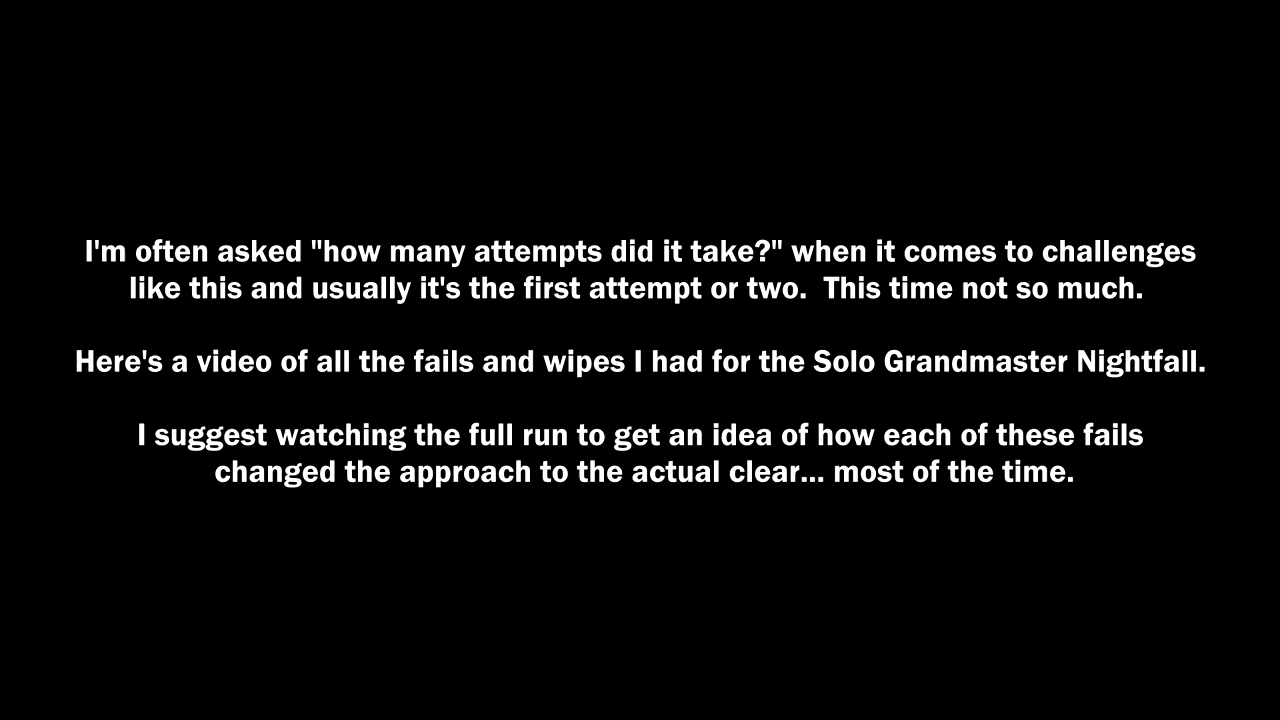 I'm often asked "how many attempts did it take?" when it comes to challenges
like this and usually it's the first attempt or two.  This time not so much.
Here's a video of all the fails and wipes I had for the Solo Grandmaster Nightfall.
I suggest watching the full run to get an idea of how each of these fails
changed the approach to the actual clear... most of the time.